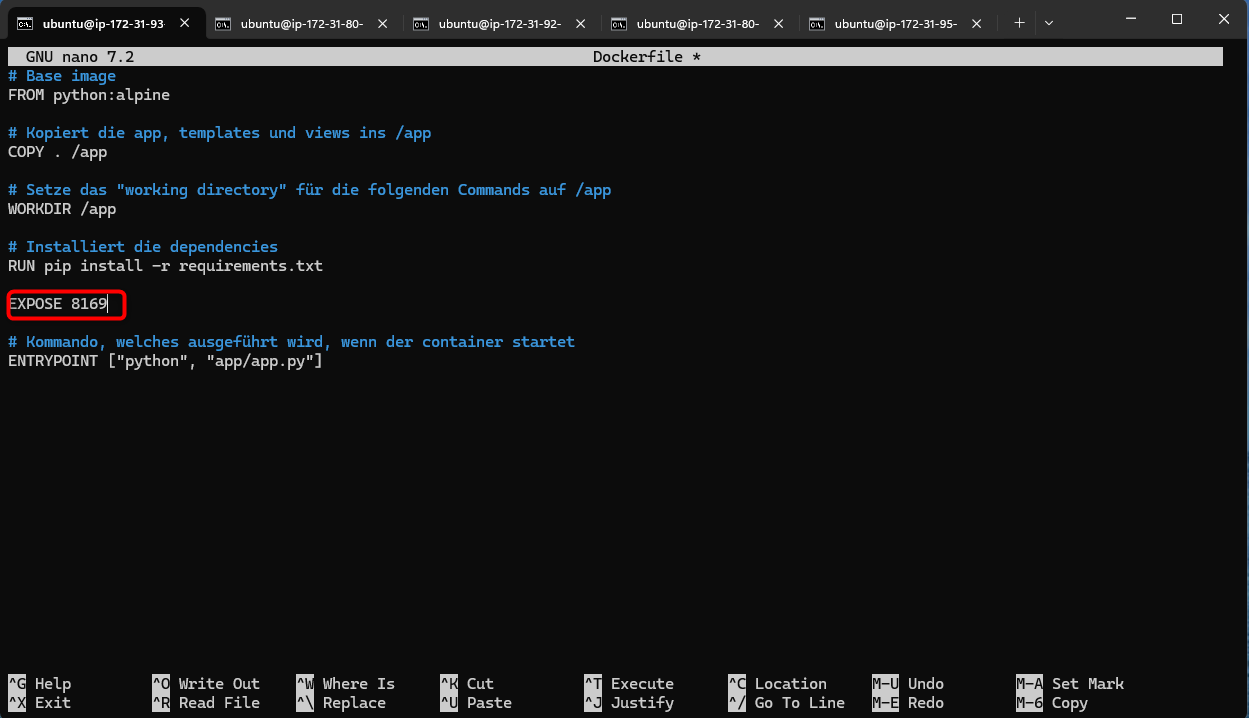 ubuntu@ip-172-31-93- ubuntu@ip-172-31-80- ubuntu@ip-172-31-92- ubuntu@ip-172-31-80- ubuntu@ip-172-31-95-
GNU nano 7.2 Dockerfile *
# Base image
FROM python:alpine
# Kopiert die app, templates und views ins /app
COPY . /app
# Setze das "working directory" für die folgenden Commands auf /app
WORKDIR /app
# Installiert die dependencies
RUN pip install -r requirements.txt
EXPOSE 8169
# Kommando, welches ausgeführt wird, wenn der container startet
ENTRYPOINT ["python", "app/app.py"]
^G Help ^O Write Out ^W Where Is ^K Cut ^T Execute ^C Location M-U Undo M-A Set Mark
^X Exit ^R Read File ^\ Replace ^U Paste ^J Justify ^/ Go To Line M-E Redo M-6 Copy